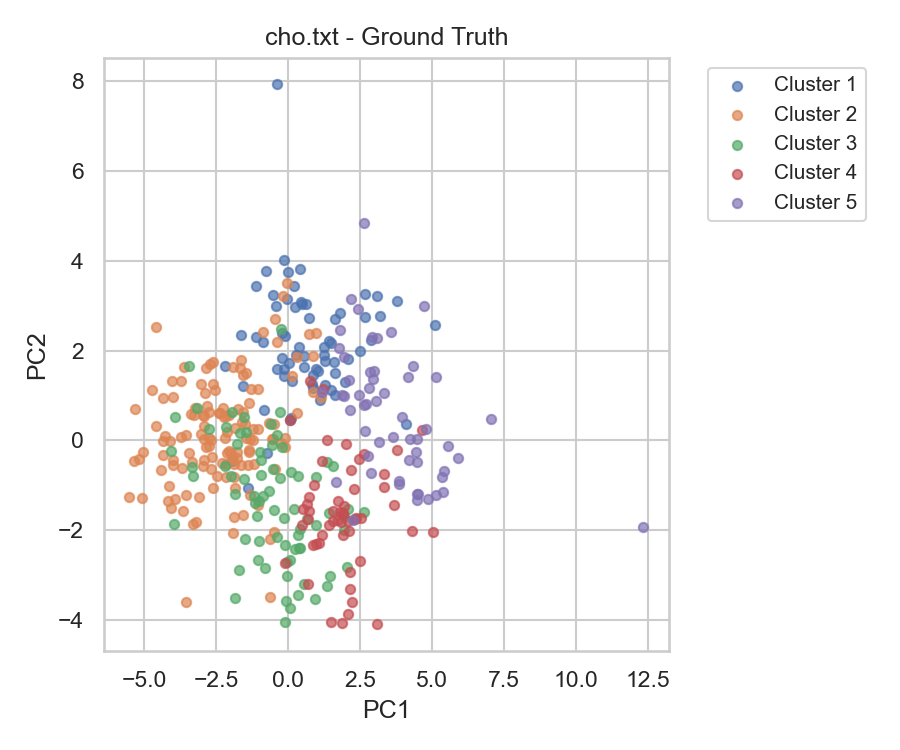 cho.txt - Ground Truth
Cluster 1
Cluster 2
Cluster 3
Cluster 4
Cluster 5
8
6
4
2
0
−2
−4
PC2
−5.0 −2.5 0.0 2.5 5.0 7.5 10.0 12.5
PC1